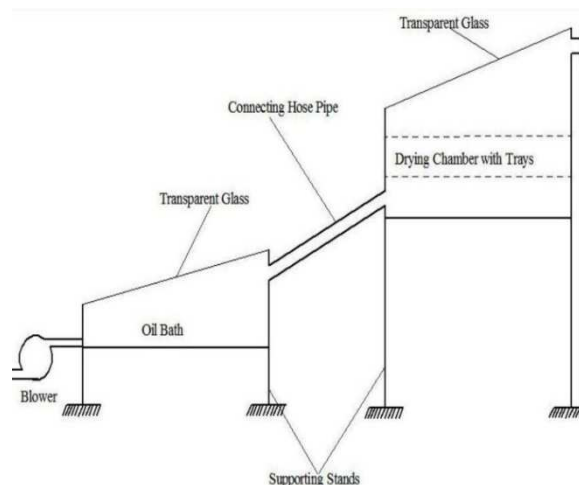 Transparent Glass
Connecting Hose Pipe
Drying Chamber with Trays
Transparent Glass
Oil Bath
Blower
Supporting Stands